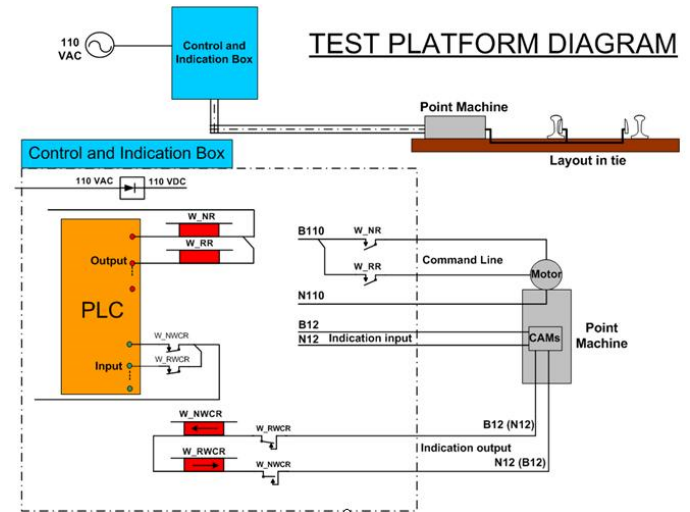 TEST PLATFORM DIAGRAM
110
VAC
Control and
Indication Box
Point Machine
Layout in tie
Control and Indication Box
110 VAC
110 VDC
W_NR
W_RR
Output
PLC
W_NWCR
W_RWCR
Input
B110
W_NR
W_RR
Command Line
Motor
N110
B12
N12
Indication input
CAMs
Point
Machine
W_NWCR
W_RWCR
B12 (N12)
Indication output
W_RWCR
W_NWCR
N12 (B12)